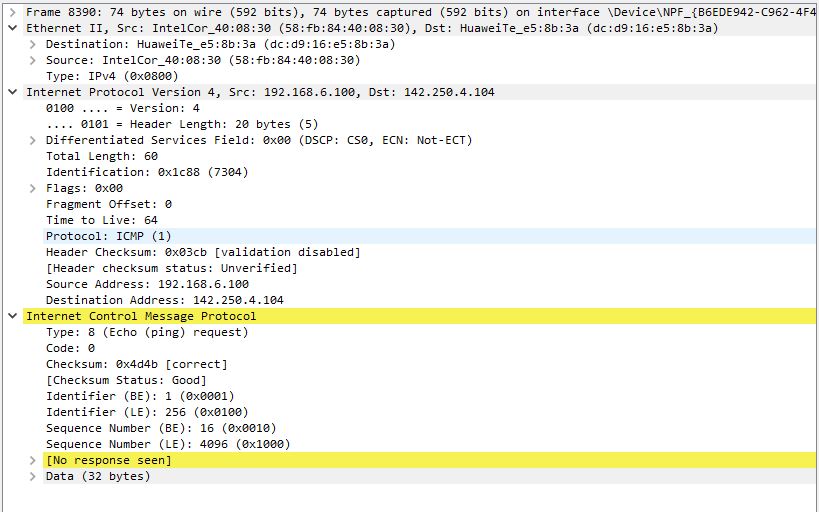 Frame 8390: 74 bytes on wire (592 bits), 74 bytes captured (592 bits) on interface \Device\NPF_{B6EDE942-C962-4F4
Ethernet II, Src: IntelCor_40:08:30 (58:fb:84:40:08:30), Dst: HuaweiTe_e5:8b:3a (dc:d9:16:e5:8b:3a)
Destination: HuaweiTe_e5:8b:3a (dc:d9:16:e5:8b:3a)
Source: IntelCor_40:08:30 (58:fb:84:40:08:30)
Type: IPv4 (0x0800)
Internet Protocol Version 4, Src: 192.168.6.100, Dst: 142.250.4.104
0100 .... = Version: 4
.... 0101 = Header Length: 20 bytes (5)
Differentiated Services Field: 0x00 (DSCP: CS0, ECN: Not-ECT)
Total Length: 60
Identification: 0x1c88 (7304)
Flags: 0x00
Fragment Offset: 0
Time to Live: 64
Protocol: ICMP (1)
Header Checksum: 0x03cb [validation disabled]
[Header checksum status: Unverified]
Source Address: 192.168.6.100
Destination Address: 142.250.4.104
Internet Control Message Protocol
Type: 8 (Echo (ping) request)
Code: 0
Checksum: 0x4d4b [correct]
[Checksum Status: Good]
Identifier (BE): 1 (0x0001)
Identifier (LE): 256 (0x0100)
Sequence Number (BE): 16 (0x0010)
Sequence Number (LE): 4096 (0x1000)
[No response seen]
Data (32 bytes)